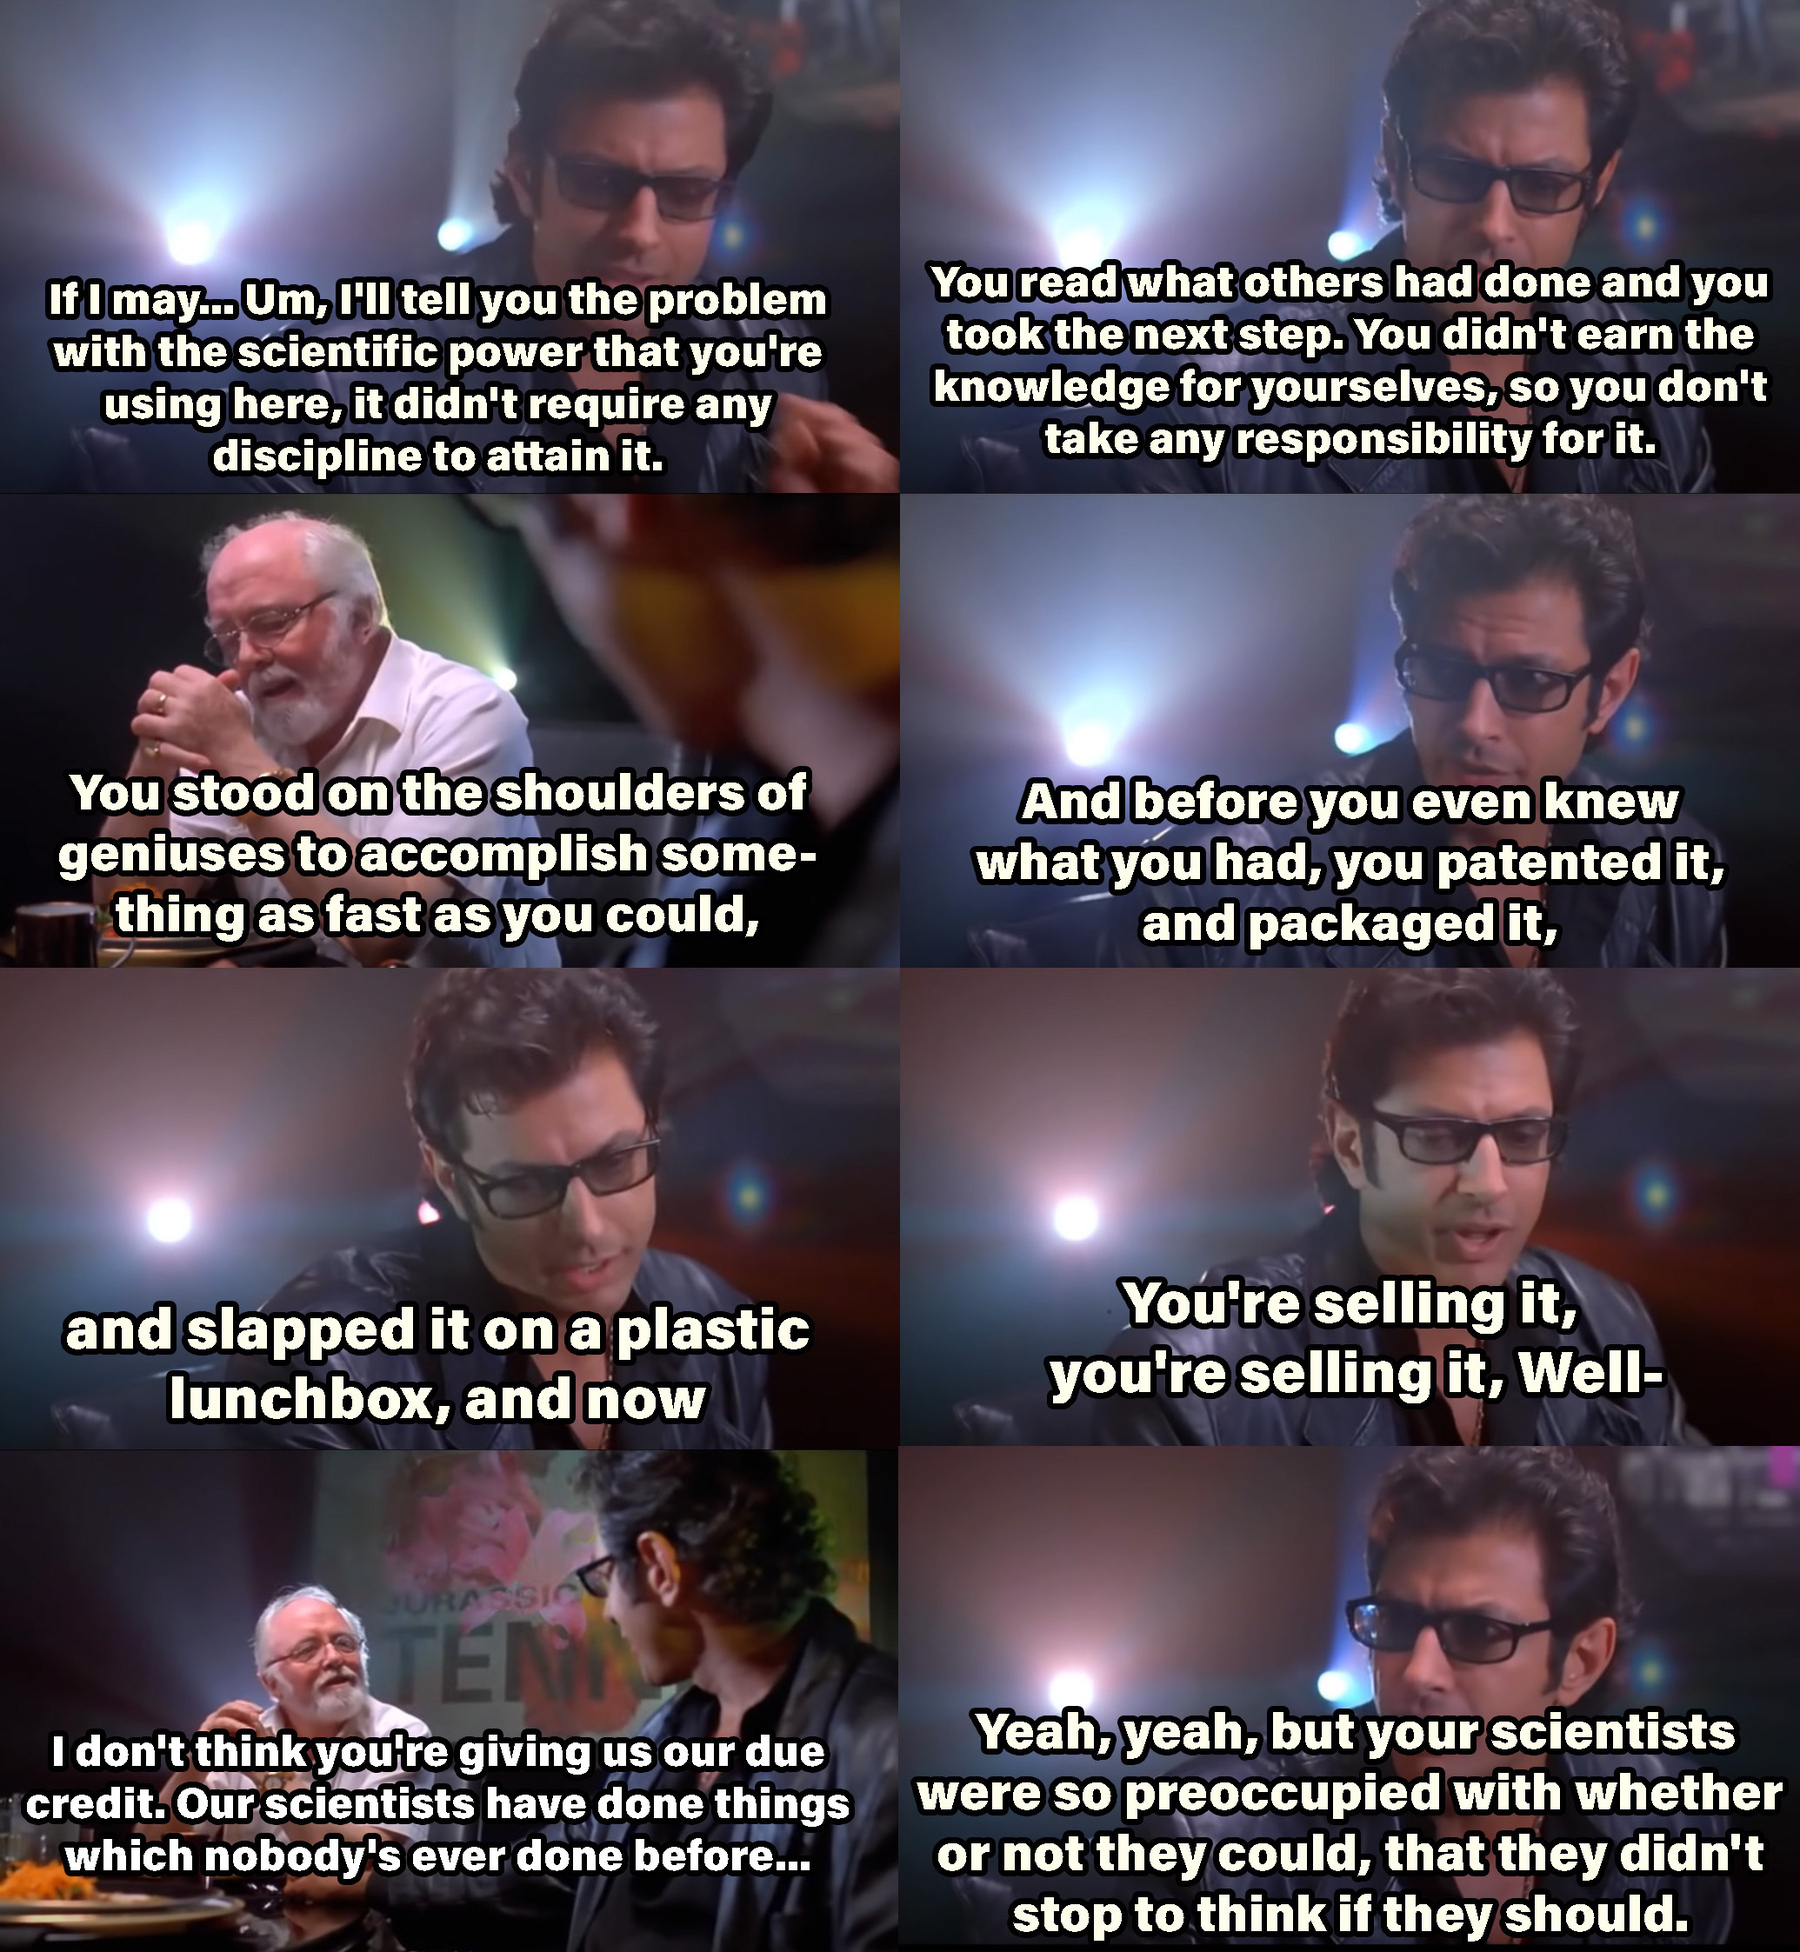 If I may... Um, I'll tell you the problem
with the scientific power that you're
using here, it didn't require any
discipline to attain it.
You read what others had done and you
took the next step. You didn't earn the
knowledge for yourselves, so you don't
take any responsibility for it.
You stood on the shoulders of
geniuses to accomplish some-
thing as fast as you could,
And before you even knew
what you had, you patented it,
and packaged it,
and slapped it on a plastic
lunchbox, and now
You're selling it,
you're selling it, Well-
JURASSIC
TENN
I don't think you're giving us our due
credit. Our scientists have done things
which nobody's ever done before...
Yeah, yeah, but your scientists
were so preoccupied with whether
or not they could, that they didn't
stop to think if they should.